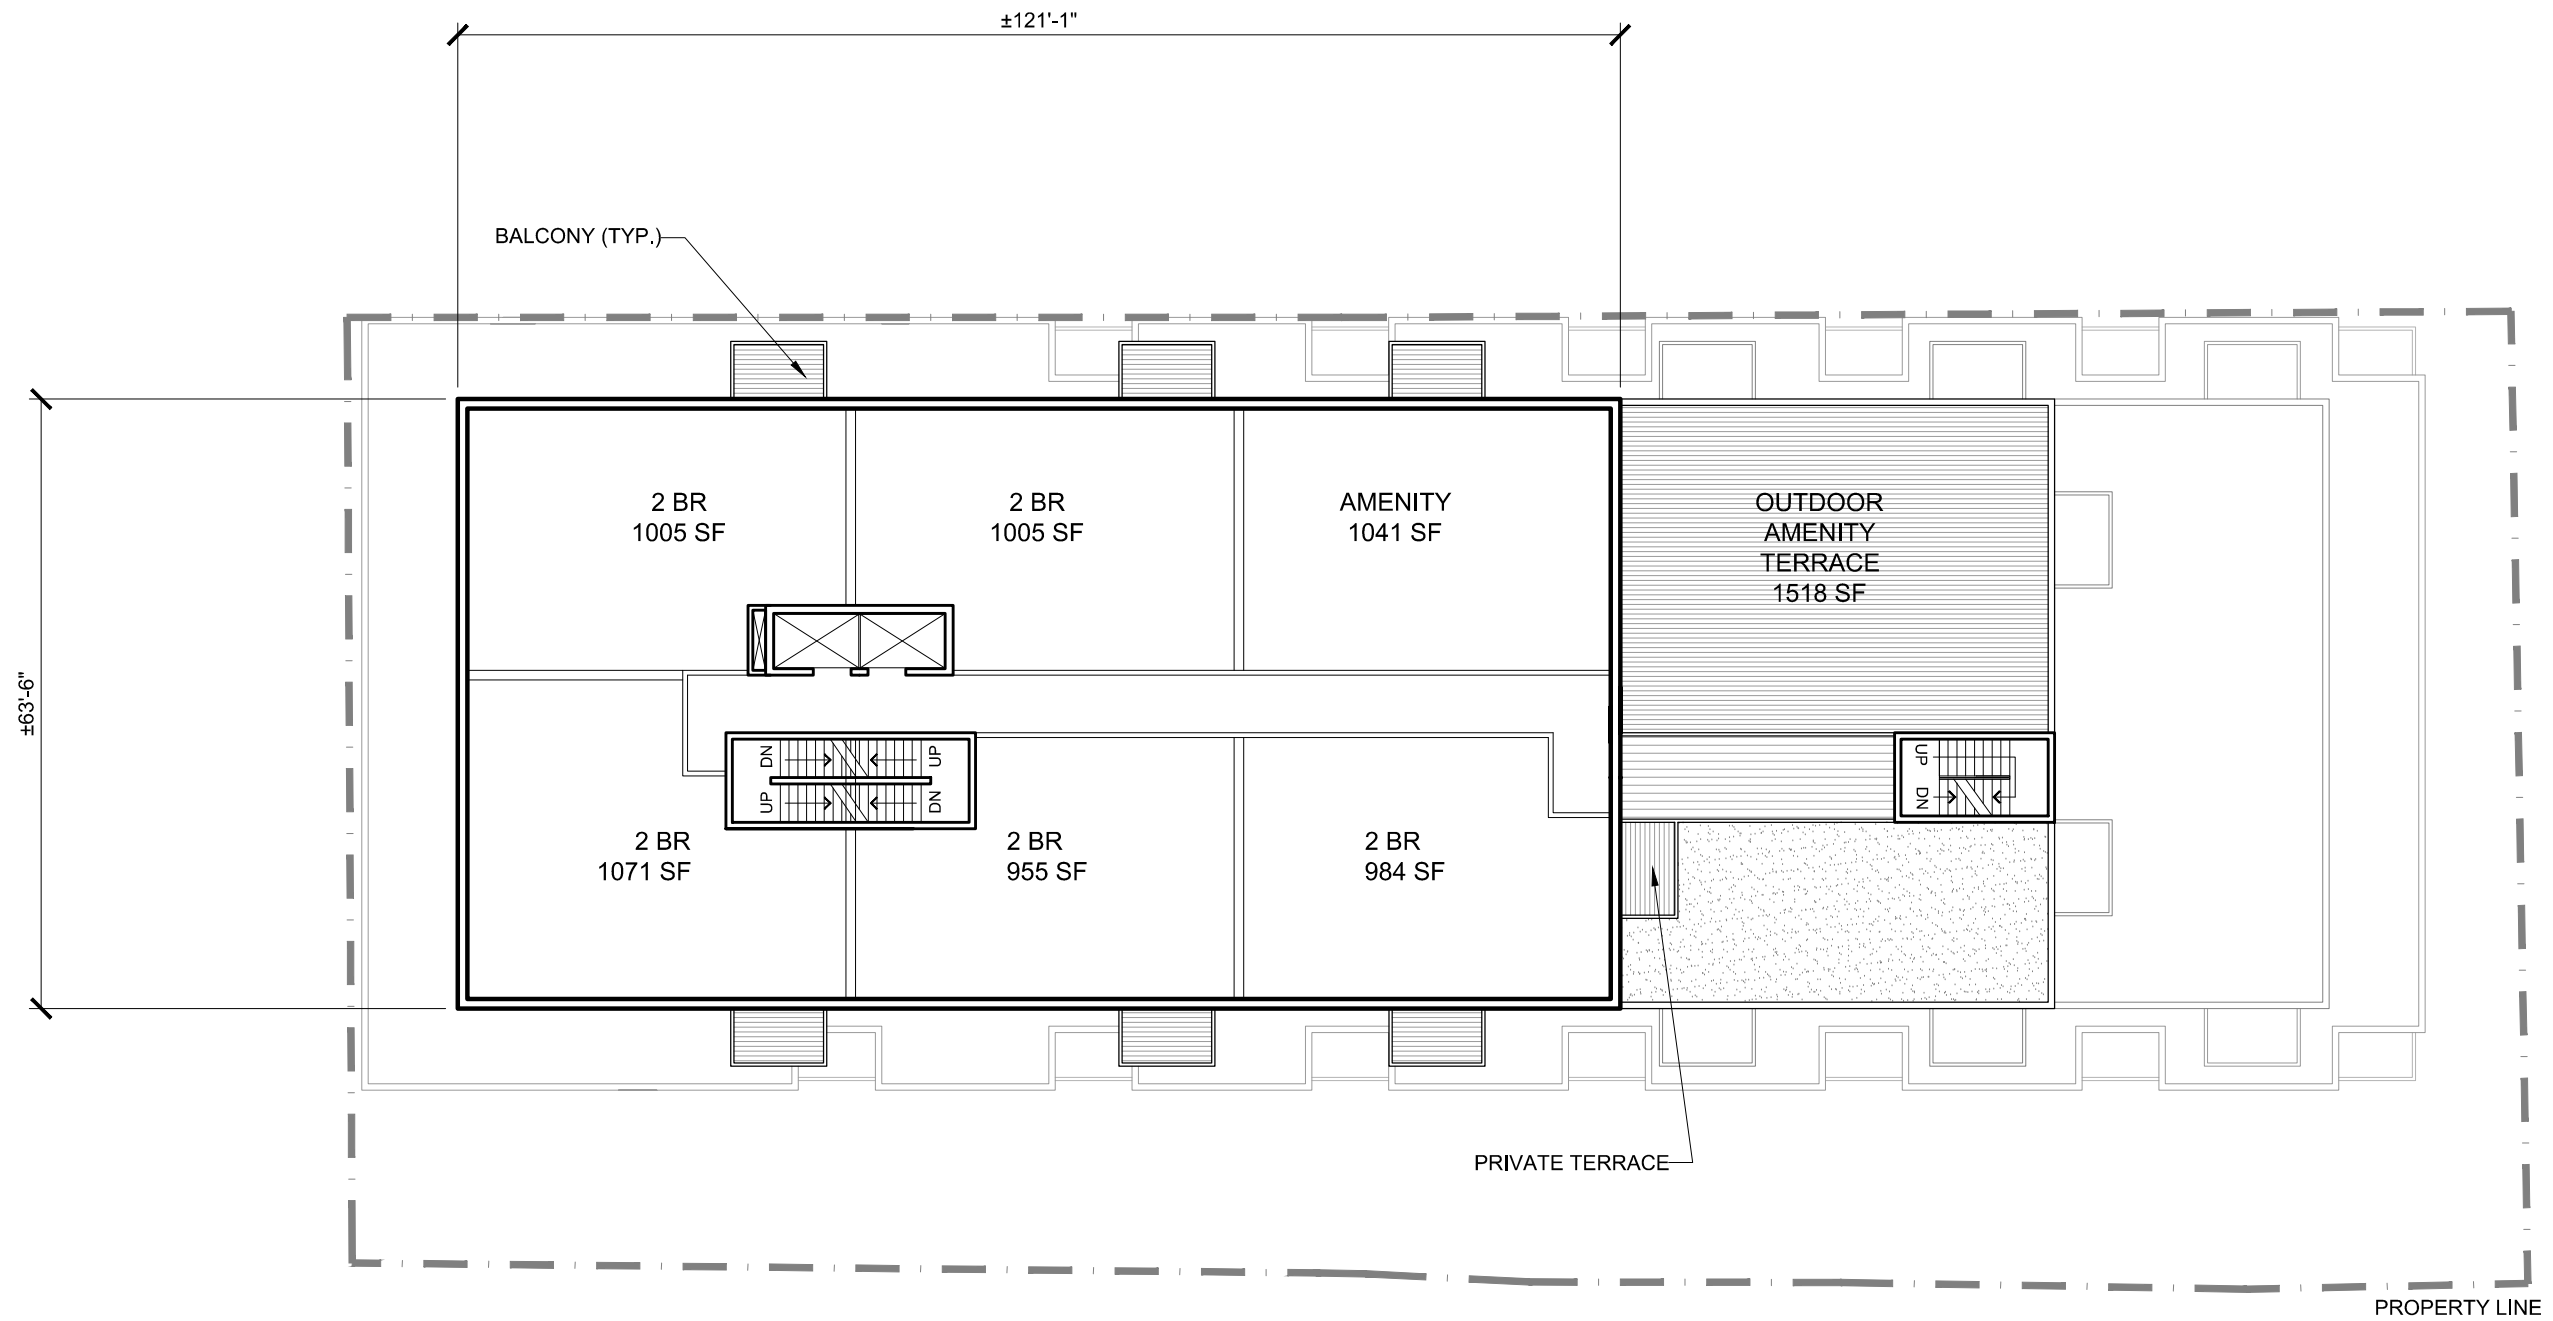 ±121'-1"
BALCONY (TYP.)
±63'-6"
2 BR
1005 SF
2 BR
1005 SF
AMENITY
1041 SF
OUTDOOR
AMENITY
TERRACE
1518 SF
DN
UP
UP
DN
UP
DN
2 BR
1071 SF
2 BR
955 SF
2 BR
984 SF
PRIVATE TERRACE
PROPERTY LINE